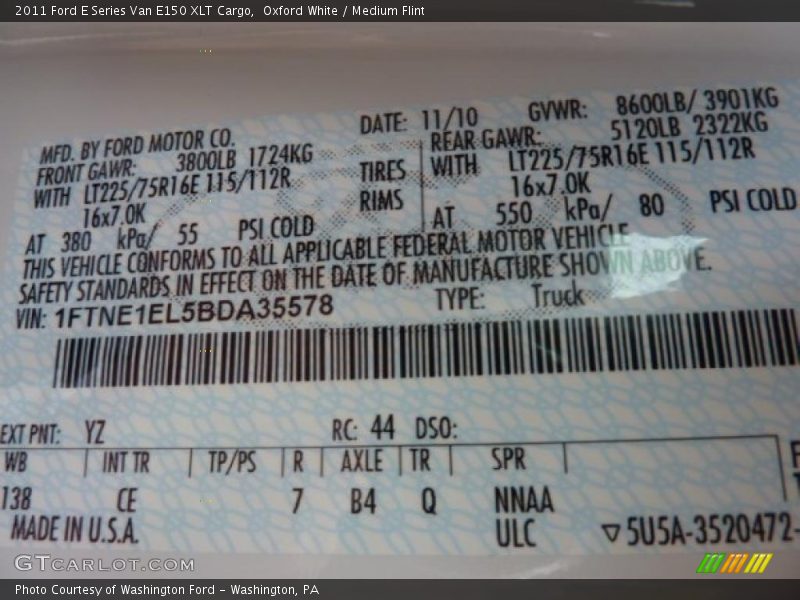 2011 Ford E Series Van E150 XLT Cargo, Oxford White / Medium Flint
MFD. BY FORD MOTOR CO. DATE: 11/10 GVWR: 8600LB/ 3901KG
FRONT GAWR: 3800LB 1724KG REAR GAWR: 5120LB 2322KG
WITH LT225/75R16E 115/112R TIRES WITH LT225/75R16E 115/112R
16x7.0K RIMS 16x7.0K
AT 380 kPa/ 55 PSI COLD AT 550 kPa/ 80 PSI COLD
THIS VEHICLE CONFORMS TO ALL APPLICABLE FEDERAL MOTOR VEHICLE
SAFETY STANDARDS IN EFFECT ON THE DATE OF MANUFACTURE SHOWN ABOVE.
VIN: 1FTNE1EL5BDA35578 TYPE: Truck
EXT PNT: YZ RC: 44 DSO:
WB INT TR TP/PS R AXLE TR SPR
138 CE 7 B4 Q NNAA
MADE IN U.S.A. ULC ▽5U5A-3520472-
GTCarLot.com
Photo Courtesy of Washington Ford - Washington, PA